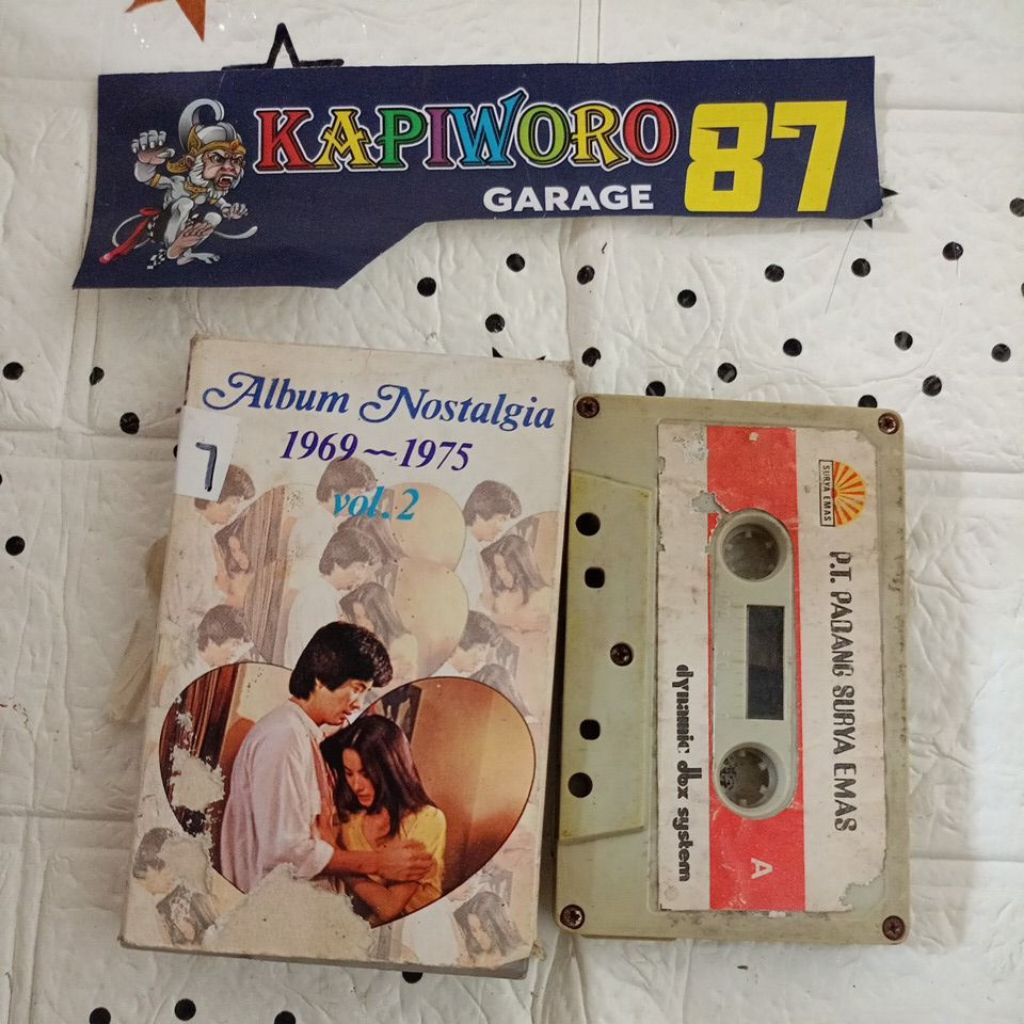 KAPIWORO 87
GARAGE
Album Nostalgia
1969~1975
vol. 2
7
SURYA EMAS
P.T. PADANG SURYA EMAS
dynamic dbx system
A